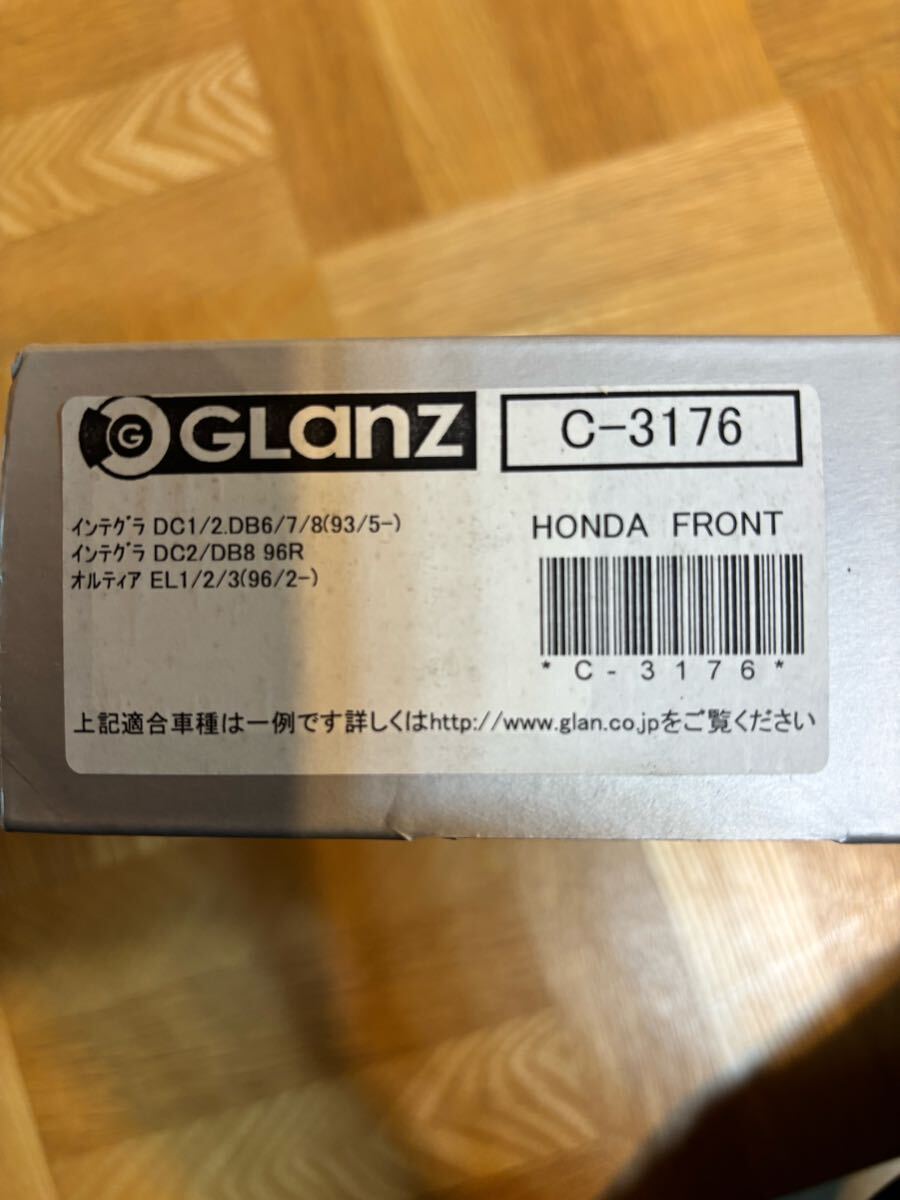 G GLanz
C-3176
ｲﾝﾃｸﾞﾗ DC1/2.DB6/7/8(93/5-)
ｲﾝﾃｸﾞﾗ DC2/DB8 96R
ｵﾙﾃｨｱ EL1/2/3(96/2-)
HONDA FRONT
*C-3176*
上記適合車種は一例です詳しくはhttp://www.glan.co.jpをご覧ください